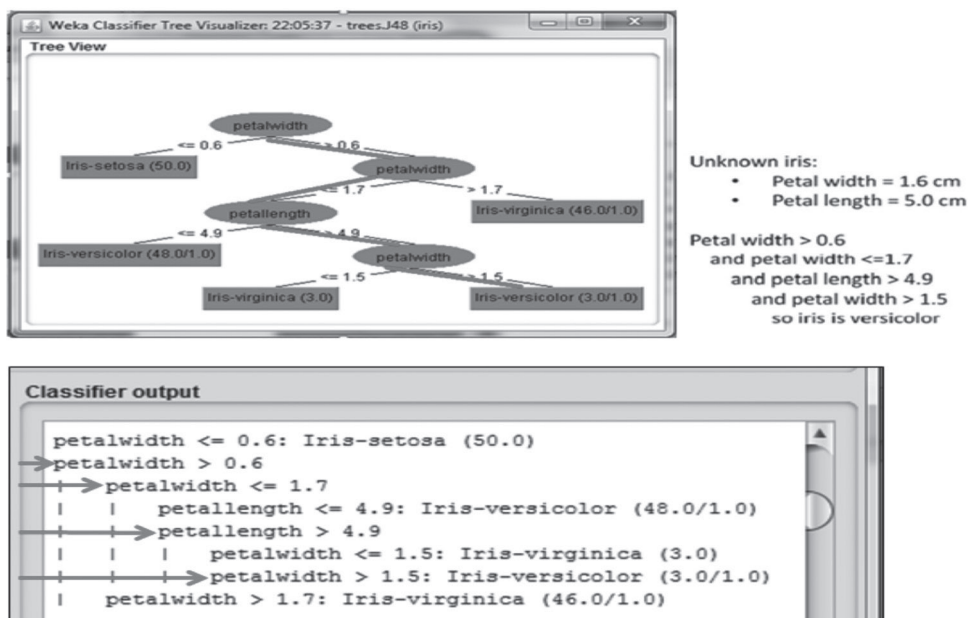 Weka Classifier Tree Visualizer: 22:05:37 - trees.J48 (iris)
Tree View
petalwidth
<= 0.6 > 0.6
Iris-setosa (50.0)
petalwidth
<= 1.7 > 1.7
petallength
Iris-virginica (46.0/1.0)
<= 4.9 > 4.9
Iris-versicolor (48.0/1.0)
petalwidth
<= 1.5 > 1.5
Iris-virginica (3.0)
Iris-versicolor (3.0/1.0)
Unknown iris:
• Petal width = 1.6 cm
• Petal length = 5.0 cm
Petal width > 0.6
and petal width <=1.7
and petal length > 4.9
and petal width > 1.5
so iris is versicolor
Classifier output
petalwidth <= 0.6: Iris-setosa (50.0)
petalwidth > 0.6
| petalwidth <= 1.7
| | petallength <= 4.9: Iris-versicolor (48.0/1.0)
| | petallength > 4.9
| | | petalwidth <= 1.5: Iris-virginica (3.0)
| | | petalwidth > 1.5: Iris-versicolor (3.0/1.0)
| petalwidth > 1.7: Iris-virginica (46.0/1.0)